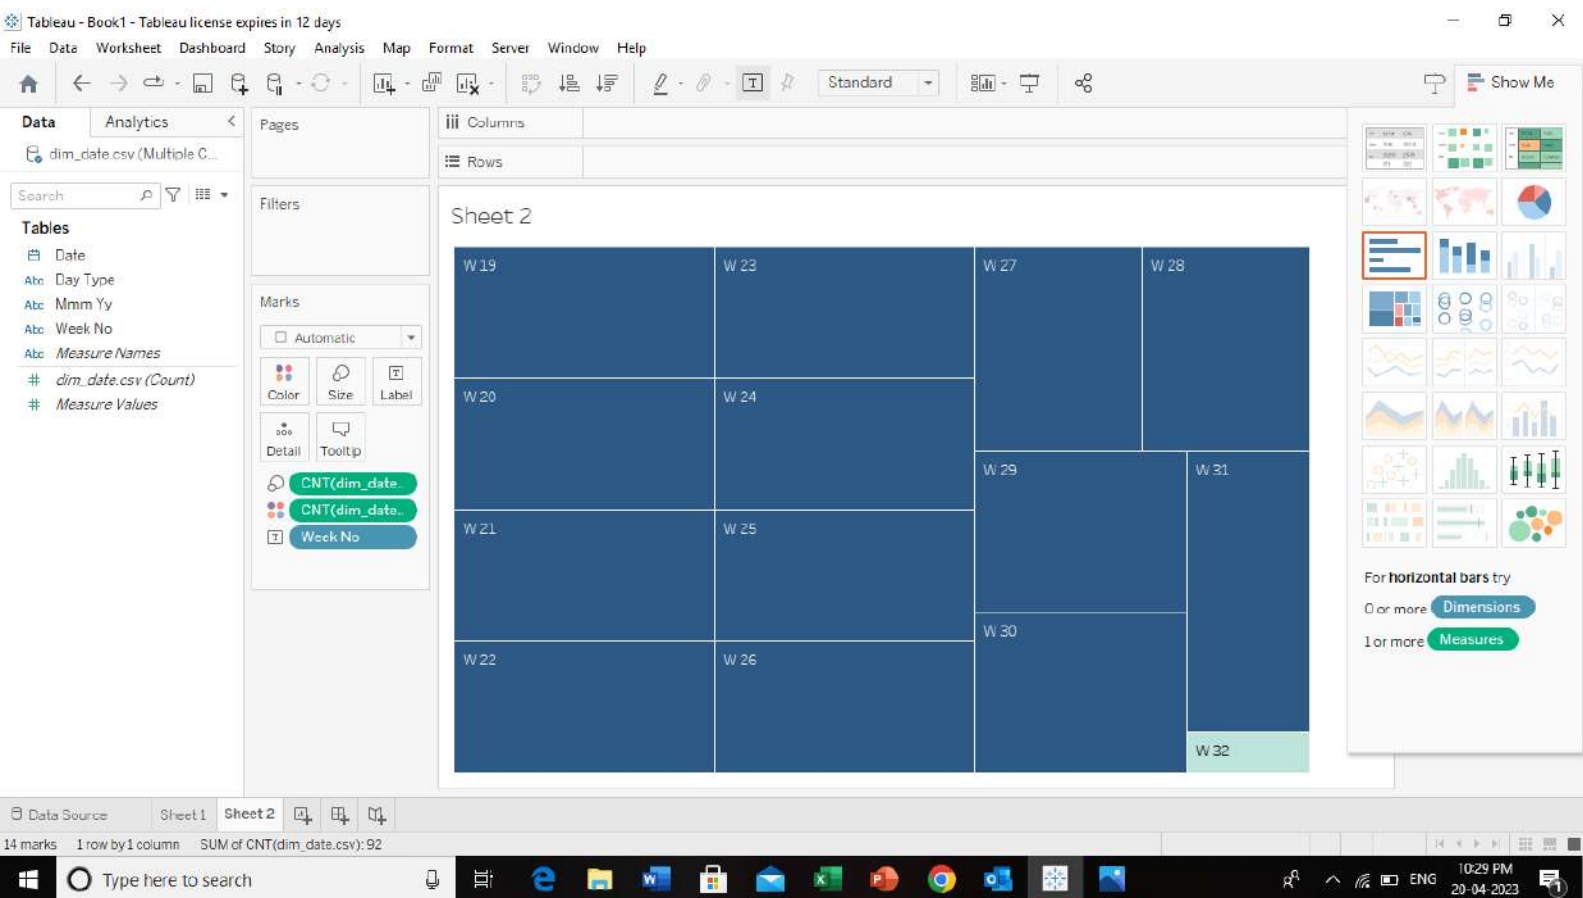 Tableau - Book1 - Tableau license expires in 12 days
File Data Worksheet Dashboard Story Analysis Map Format Server Window Help
Standard
Show Me
Data Analytics
Pages
Columns
dim_date.csv (Multiple C...
Rows
Search
Filters
Sheet 2
Tables
Date
Abc Day Type
Abc Mmm Yy
Abc Week No
Abc Measure Names
# dim_date.csv (Count)
# Measure Values
Marks
Automatic
Color Size Label
Detail Tooltip
CNT(dim_date..
CNT(dim_date..
Week No
W 19
W 23
W 27
W 28
W 20
W 24
W 29
W 31
W 21
W 25
W 30
W 22
W 26
W 32
For horizontal bars try
0 or more Dimensions
1 or more Measures
Data Source Sheet 1 Sheet 2
14 marks 1 row by 1 column SUM of CNT(dim_date.csv): 92
Type here to search
ENG
10:29 PM
20-04-2023
1